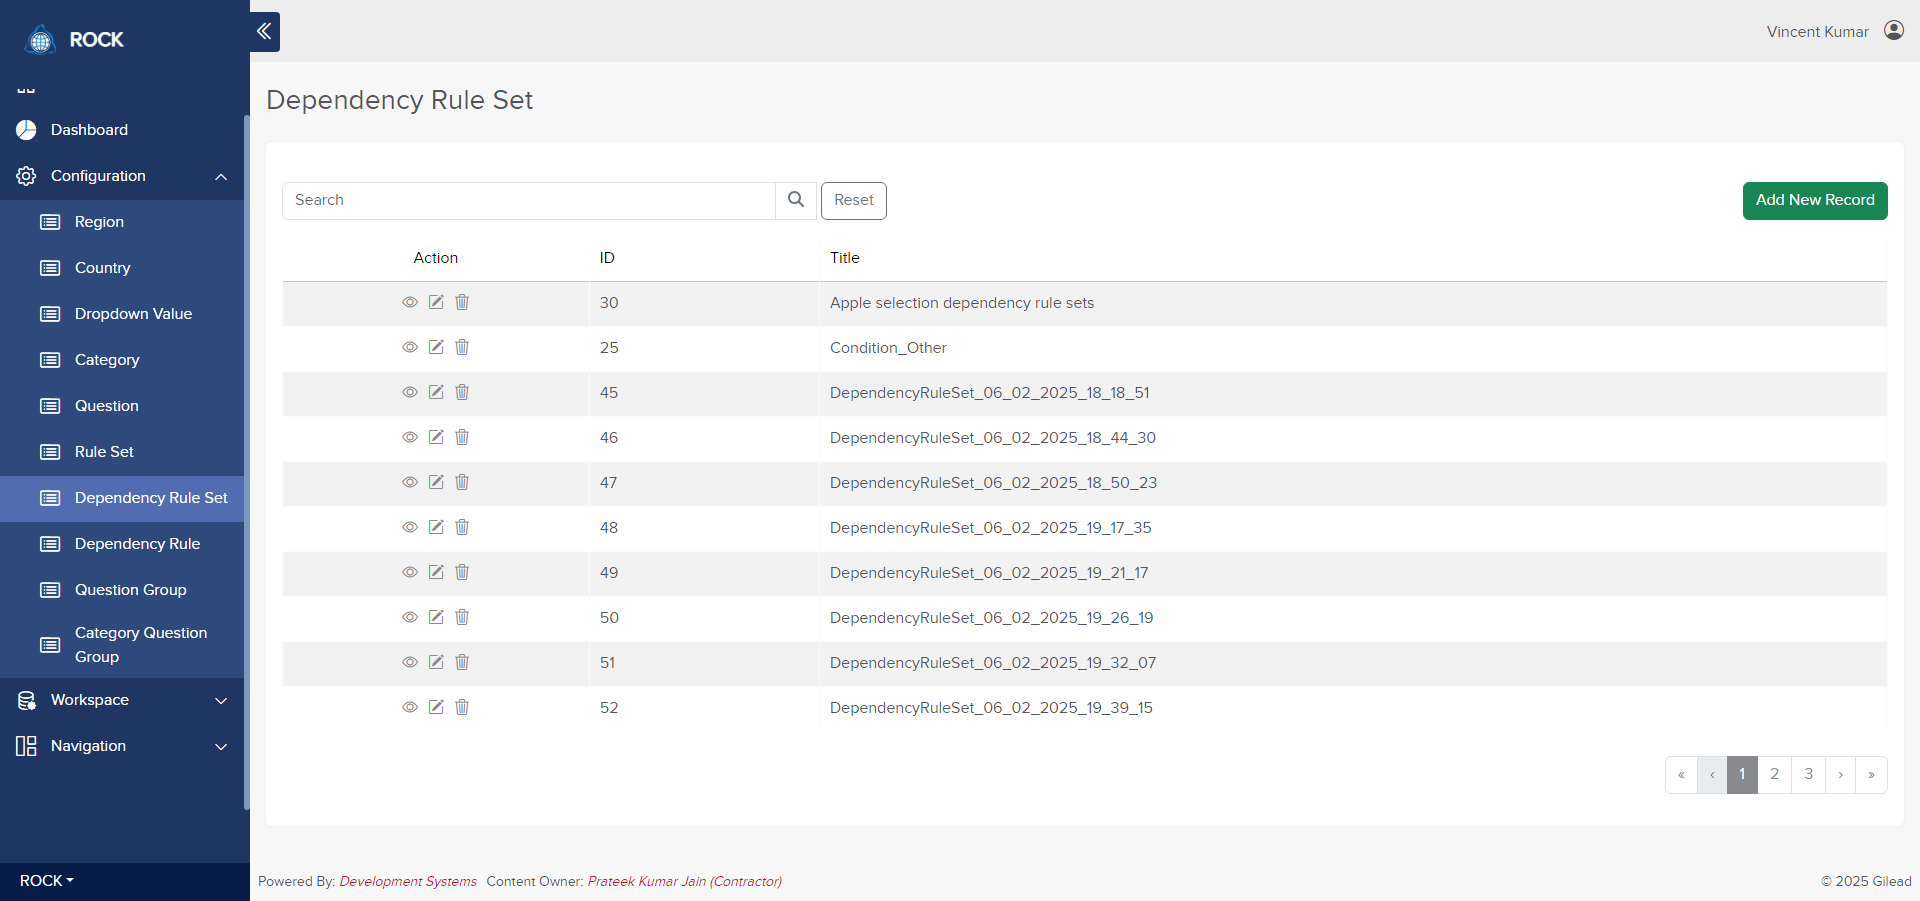 ROCK
Vincent Kumar
Dashboard
Configuration
Region
Country
Dropdown Value
Category
Question
Rule Set
Dependency Rule Set
Dependency Rule
Question Group
Category Question
Group
Workspace
Navigation
ROCK
Dependency Rule Set
Search
Reset
Add New Record
Action ID Title
30 Apple selection dependency rule sets
25 Condition_Other
45 DependencyRuleSet_06_02_2025_18_18_51
46 DependencyRuleSet_06_02_2025_18_44_30
47 DependencyRuleSet_06_02_2025_18_50_23
48 DependencyRuleSet_06_02_2025_19_17_35
49 DependencyRuleSet_06_02_2025_19_21_17
50 DependencyRuleSet_06_02_2025_19_26_19
51 DependencyRuleSet_06_02_2025_19_32_07
52 DependencyRuleSet_06_02_2025_19_39_15
« ‹ 1 2 3 › »
Powered By: Development Systems Content Owner: Prateek Kumar Jain (Contractor)
© 2025 Gilead